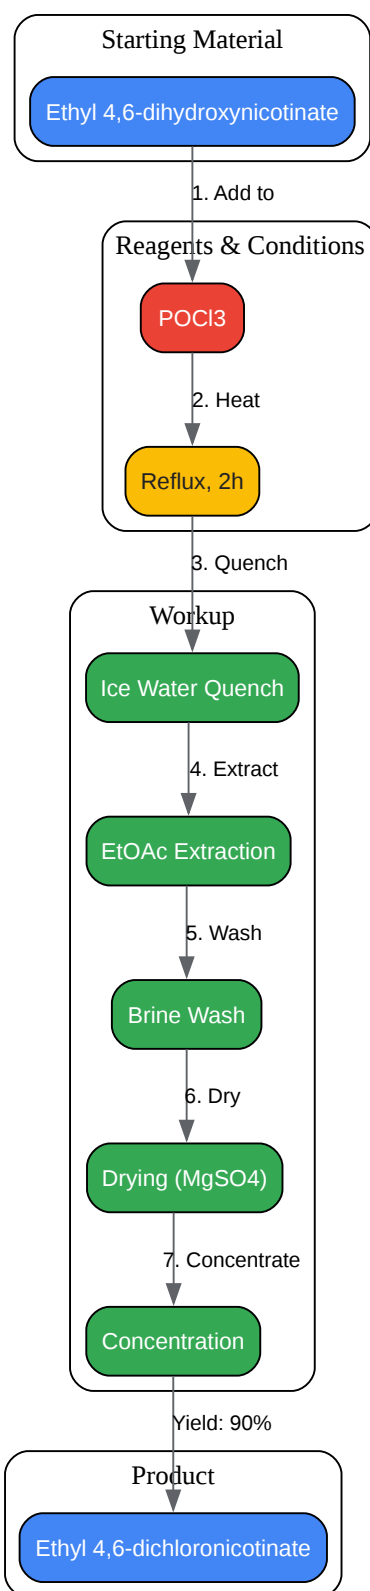 Starting Material
Ethyl 4,6-dihydroxynicotinate
1. Add to
Reagents & Conditions
POCl3
2. Heat
Reflux, 2h
3. Quench
Workup
Ice Water Quench
4. Extract
EtOAc Extraction
5. Wash
Brine Wash
6. Dry
Drying (MgSO4)
7. Concentrate
Concentration
Yield: 90%
Product
Ethyl 4,6-dichloronicotinate